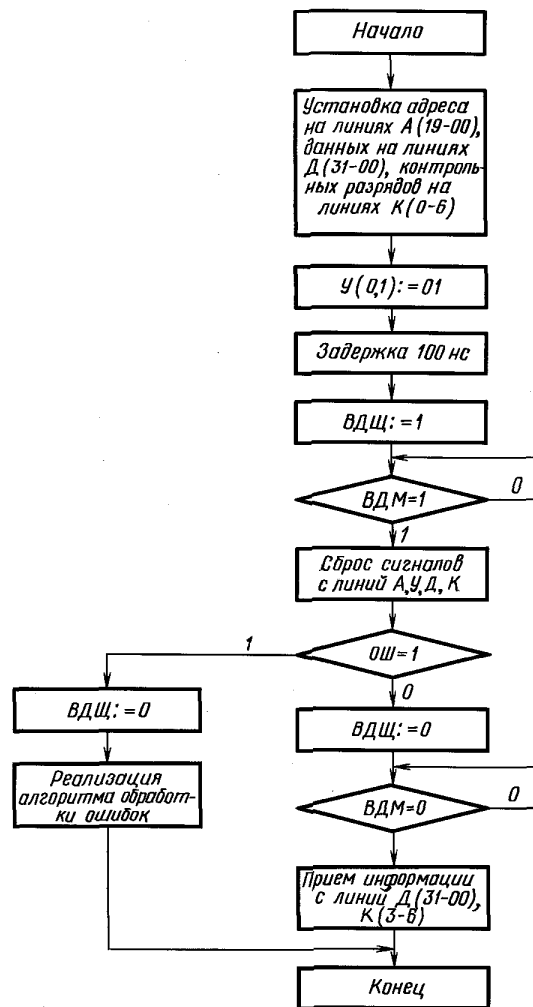 Начало
Установка адреса
на линиях А(19-00),
данных на линиях
Д(31-00), контроль-
ных разрядов на
линиях К(0-6)
У(0,1):=01
Задержка 100 нс
ВДЩ:=1
ВДМ=1
0
1
Сброс сигналов
с линий А,У,Д,К
ОШ=1
1
0
ВДЩ:=0
ВДЩ:=0
Реализация
алгоритма обработ-
ки ошибок
ВДМ=0
0
Прием информации
с линий Д(31-00),
К(3-6)
Конец